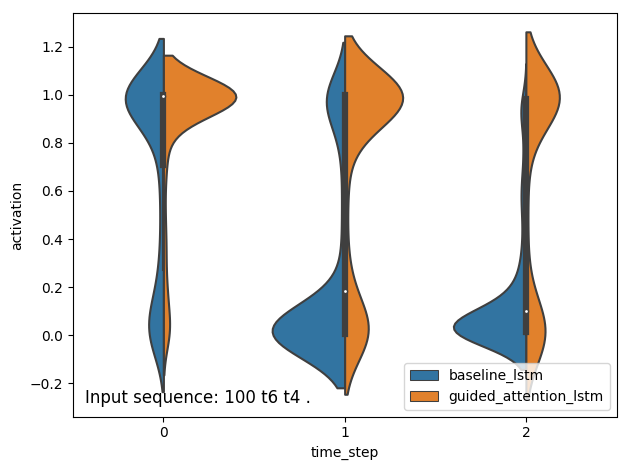 1.2
1.0
0.8
0.6
0.4
0.2
0.0
−0.2
activation
Input sequence: 100 t6 t4 .
baseline_lstm
guided_attention_lstm
0 1 2
time_step